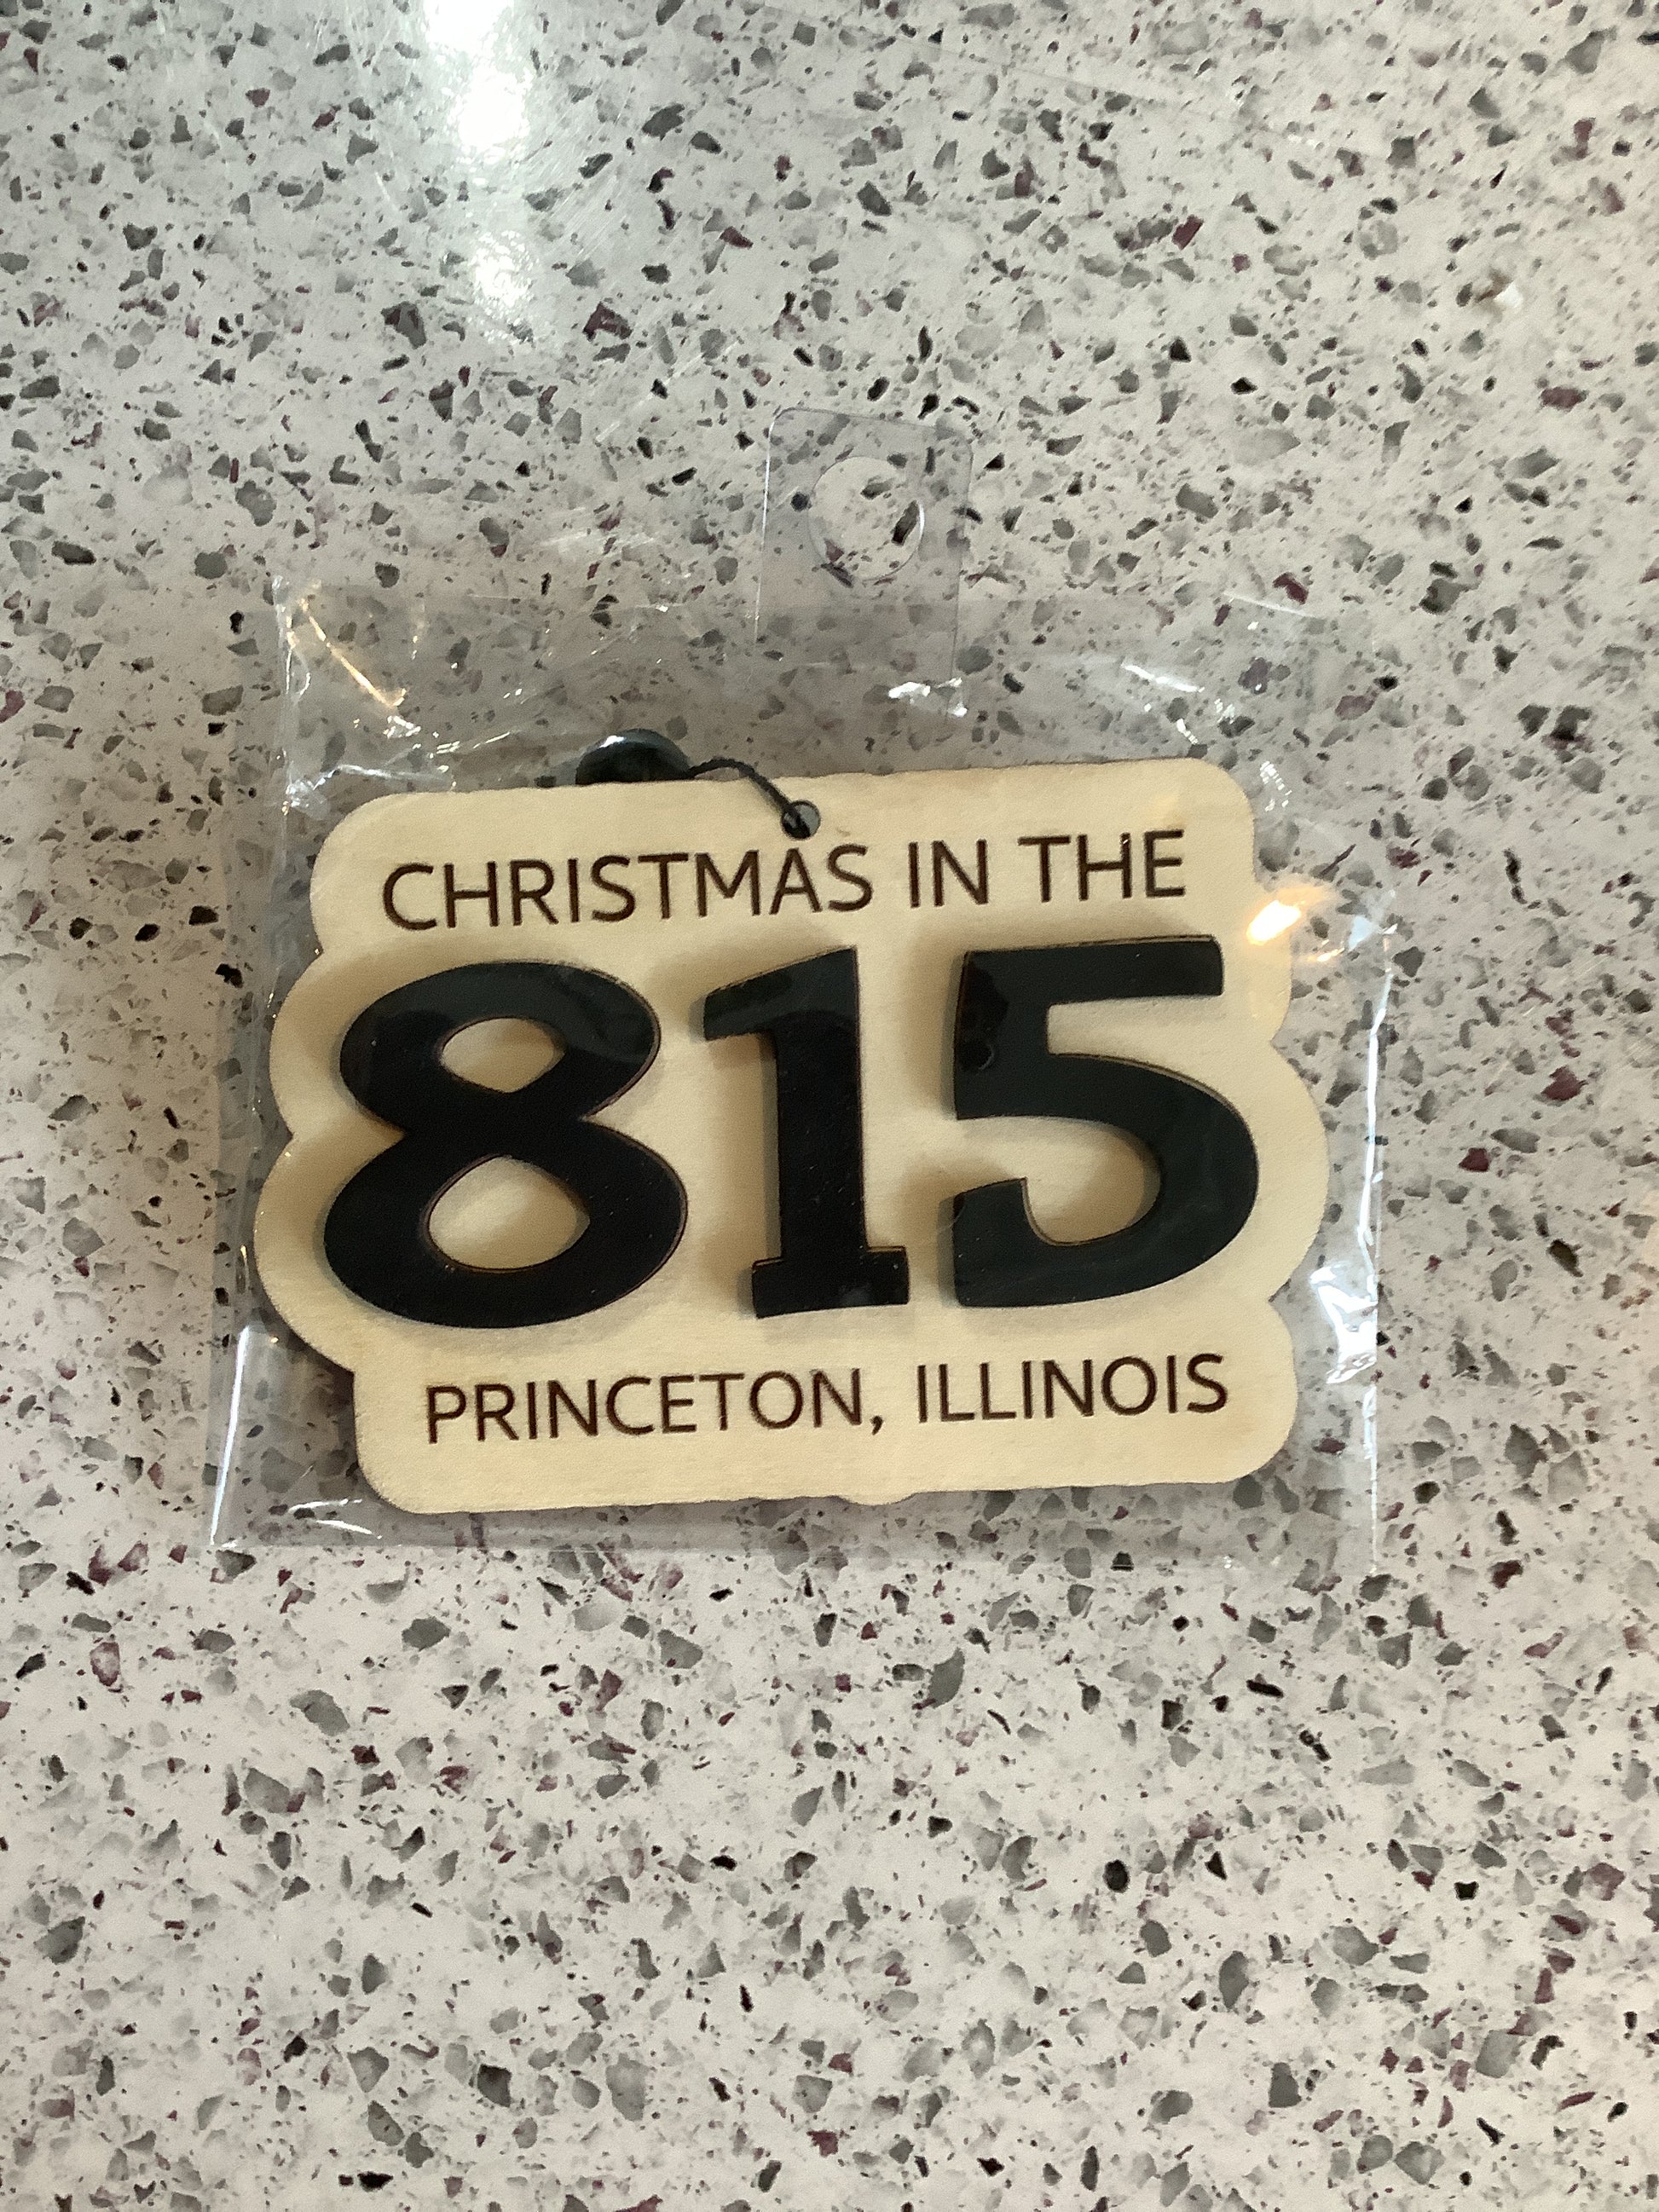 CHRISTMAS IN THE
815
PRINCETON, ILLINOIS